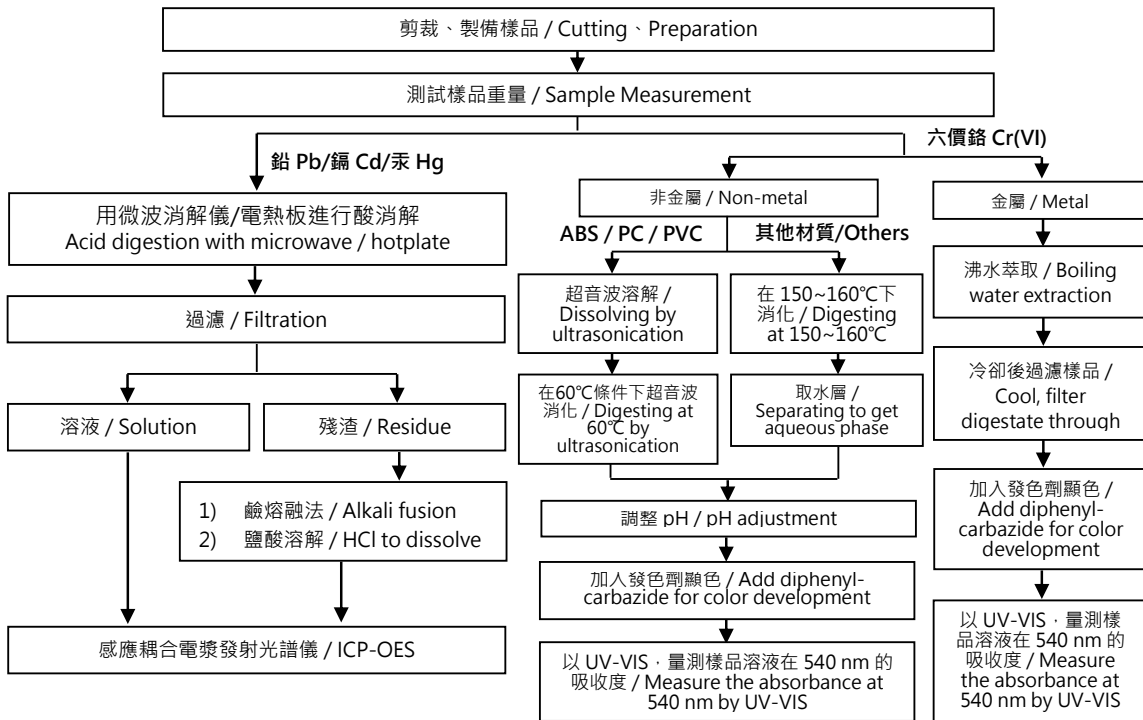 剪裁、製備樣品 / Cutting、Preparation
測試樣品重量 / Sample Measurement
鉛 Pb/鎘 Cd/汞 Hg
六價鉻 Cr(VI)
用微波消解儀/電熱板進行酸消解
Acid digestion with microwave / hotplate
過濾 / Filtration
溶液 / Solution
殘渣 / Residue
1) 鹼熔融法 / Alkali fusion
2) 鹽酸溶解 / HCl to dissolve
感應耦合電漿發射光譜儀 / ICP-OES
非金屬 / Non-metal
ABS / PC / PVC
其他材質/Others
超音波溶解 /
Dissolving by
ultrasonication
在60℃條件下超音波
消化 / Digesting at
60℃ by
ultrasonication
在 150~160℃下
消化 / Digesting
at 150~160℃
取水層 /
Separating to get
aqueous phase
調整 pH / pH adjustment
加入發色劑顯色 / Add diphenyl-
carbazide for color development
以 UV-VIS，量測樣品溶液在 540 nm 的
吸收度 / Measure the absorbance at
540 nm by UV-VIS
金屬 / Metal
沸水萃取 / Boiling
water extraction
冷卻後過濾樣品 /
Cool, filter
digestate through
加入發色劑顯色 /
Add diphenyl-
carbazide for color
development
以 UV-VIS，量測樣
品溶液在 540 nm 的
吸收度 / Measure
the absorbance at
540 nm by UV-VIS